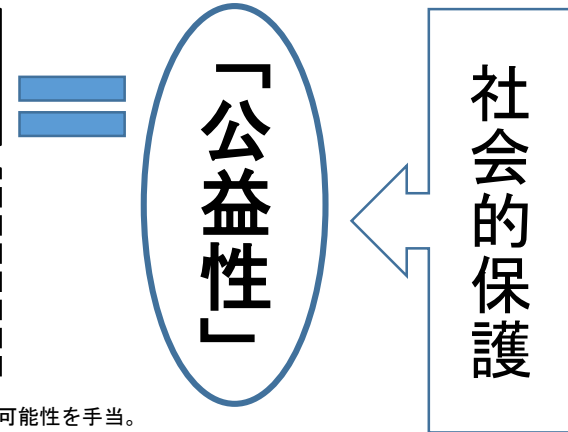 「公益性」
社会的保護
可能性を手当。